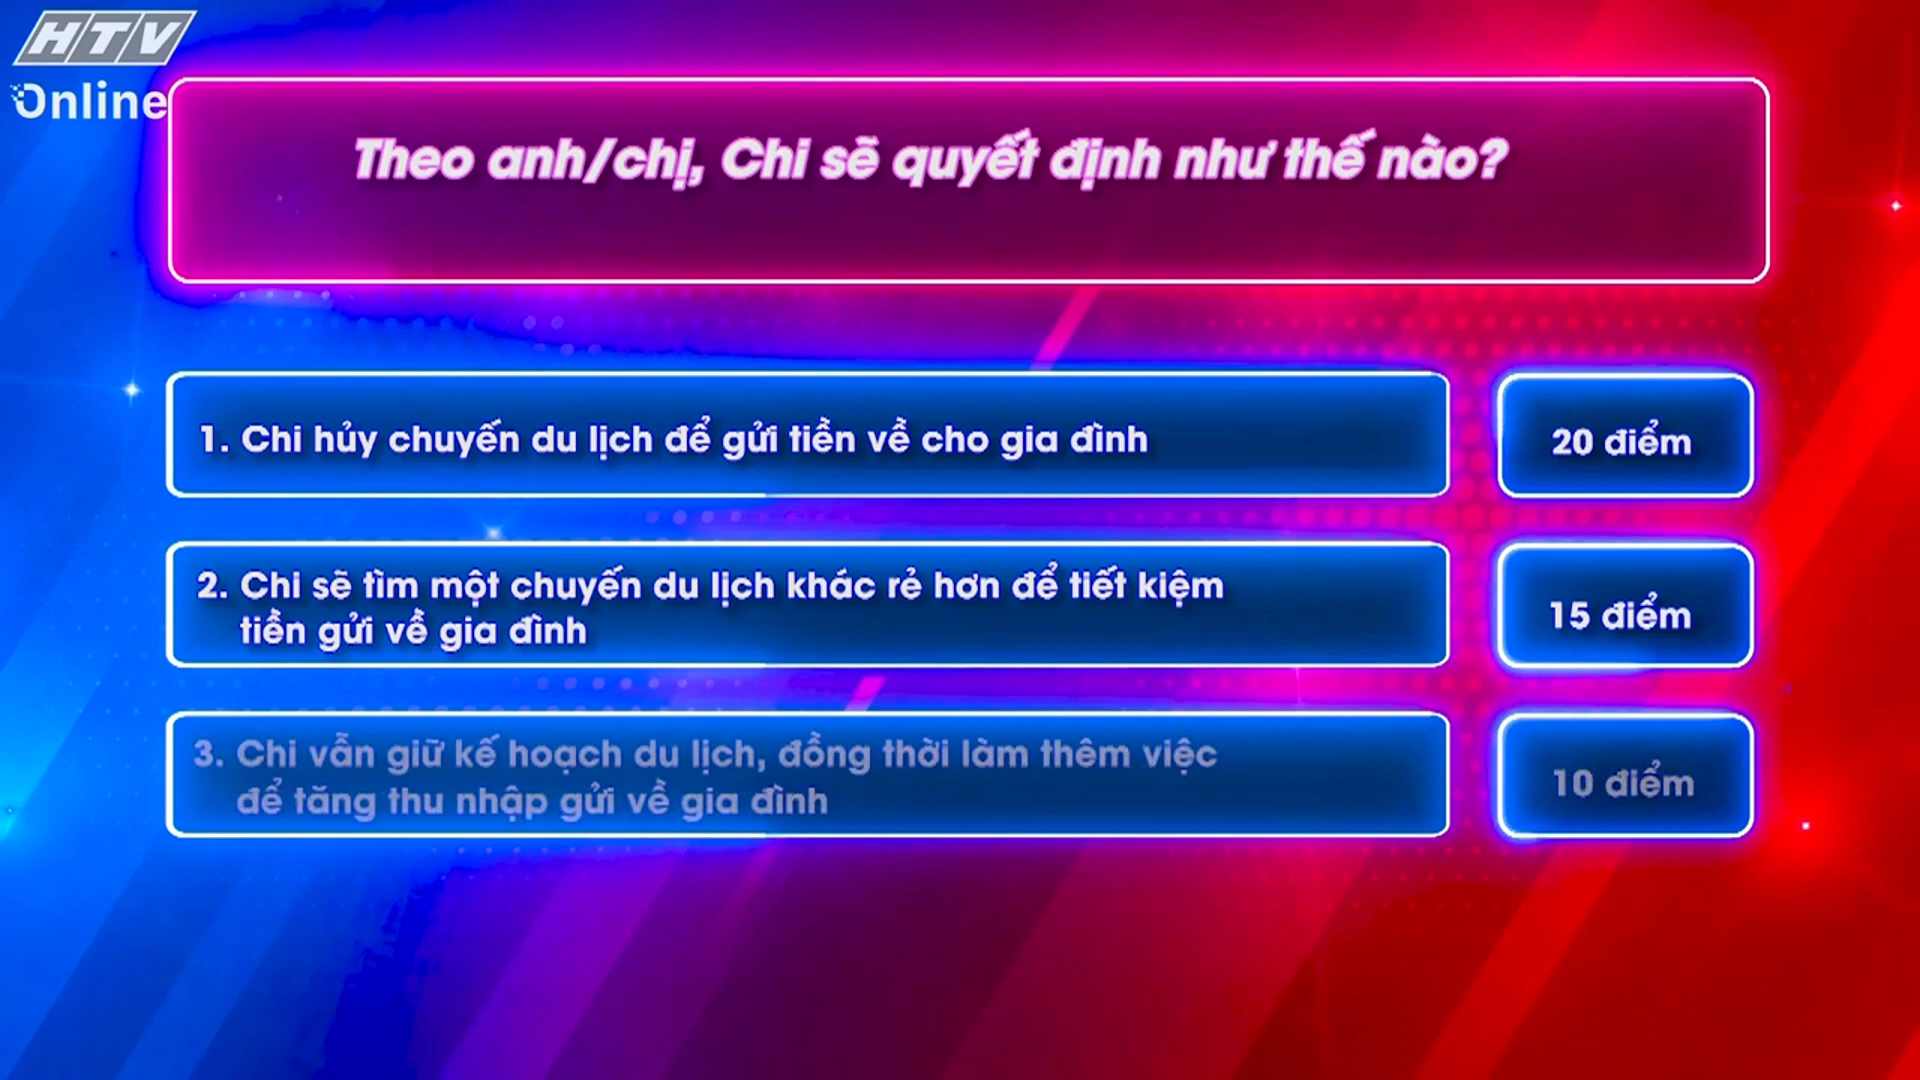 HTV
Online
Theo anh/chị, Chi sẽ quyết định như thế nào?
1. Chi hủy chuyến du lịch để gửi tiền về cho gia đình
20 điểm
2. Chi sẽ tìm một chuyến du lịch khác rẻ hơn để tiết kiệm
tiền gửi về gia đình
15 điểm
3. Chi vẫn giữ kế hoạch du lịch, đồng thời làm thêm việc
để tăng thu nhập gửi về gia đình
10 điểm